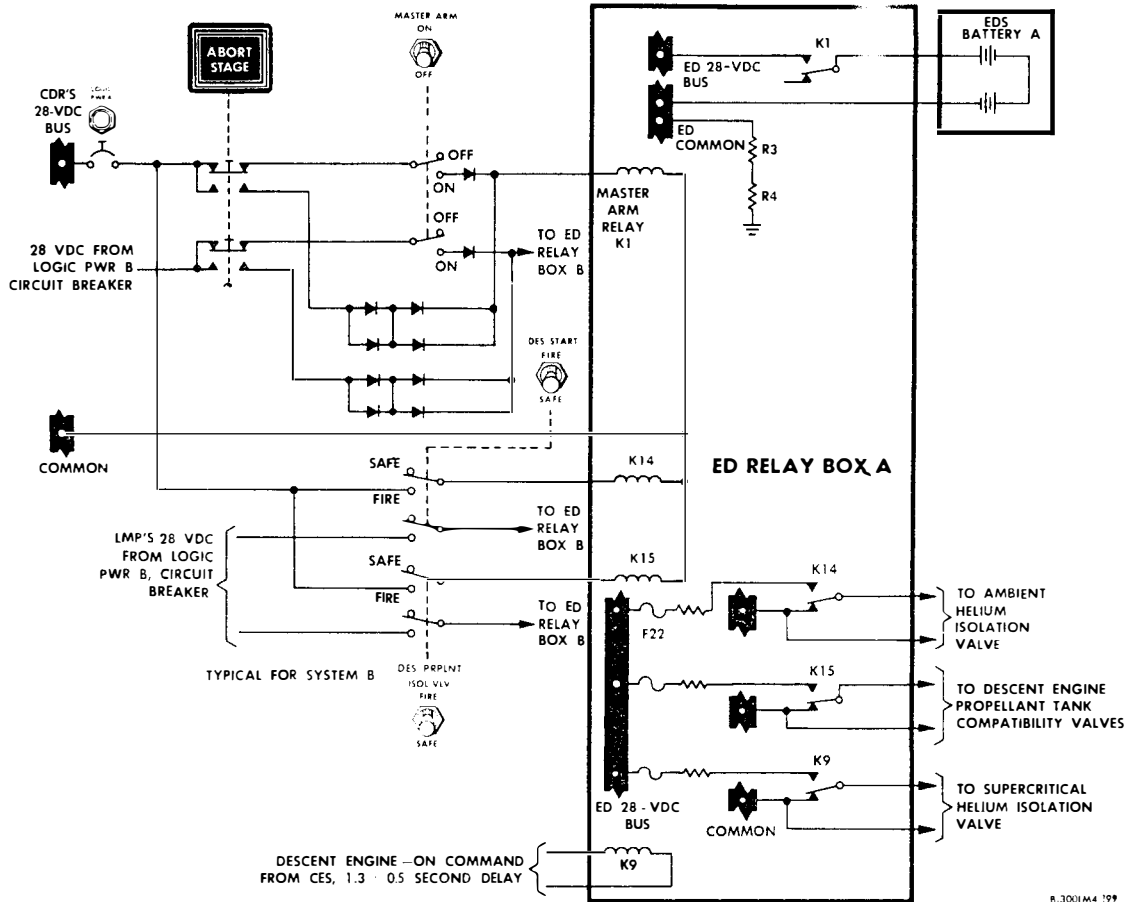 MASTER ARM
ON
OFF
ABORT
STAGE
CDR'S
28-VDC
BUS
LOGIC
PWR A
EDS
BATTERY A
K1
ED 28-VDC
BUS
ED
COMMON
R3
R4
OFF
ON
MASTER
ARM
RELAY
K1
OFF
ON
TO ED
RELAY
BOX B
28 VDC FROM
LOGIC PWR B
CIRCUIT BREAKER
DES START
FIRE
SAFE
COMMON
SAFE
FIRE
K14
ED RELAY BOX A
TO ED
RELAY
BOX B
LMP'S 28 VDC
FROM LOGIC
PWR B, CIRCUIT
BREAKER
SAFE
FIRE
K15
TO ED
RELAY
BOX B
TYPICAL FOR SYSTEM B
DES PRPLNT
ISOL VLV
FIRE
SAFE
F22
K14
TO AMBIENT
HELIUM
ISOLATION
VALVE
K15
TO DESCENT ENGINE
PROPELLANT TANK
COMPATIBILITY VALVES
K9
TO SUPERCRITICAL
HELIUM ISOLATION
VALVE
ED 28 - VDC
BUS
COMMON
DESCENT ENGINE - ON COMMAND
FROM CES, 1.3 · 0.5 SECOND DELAY
K9